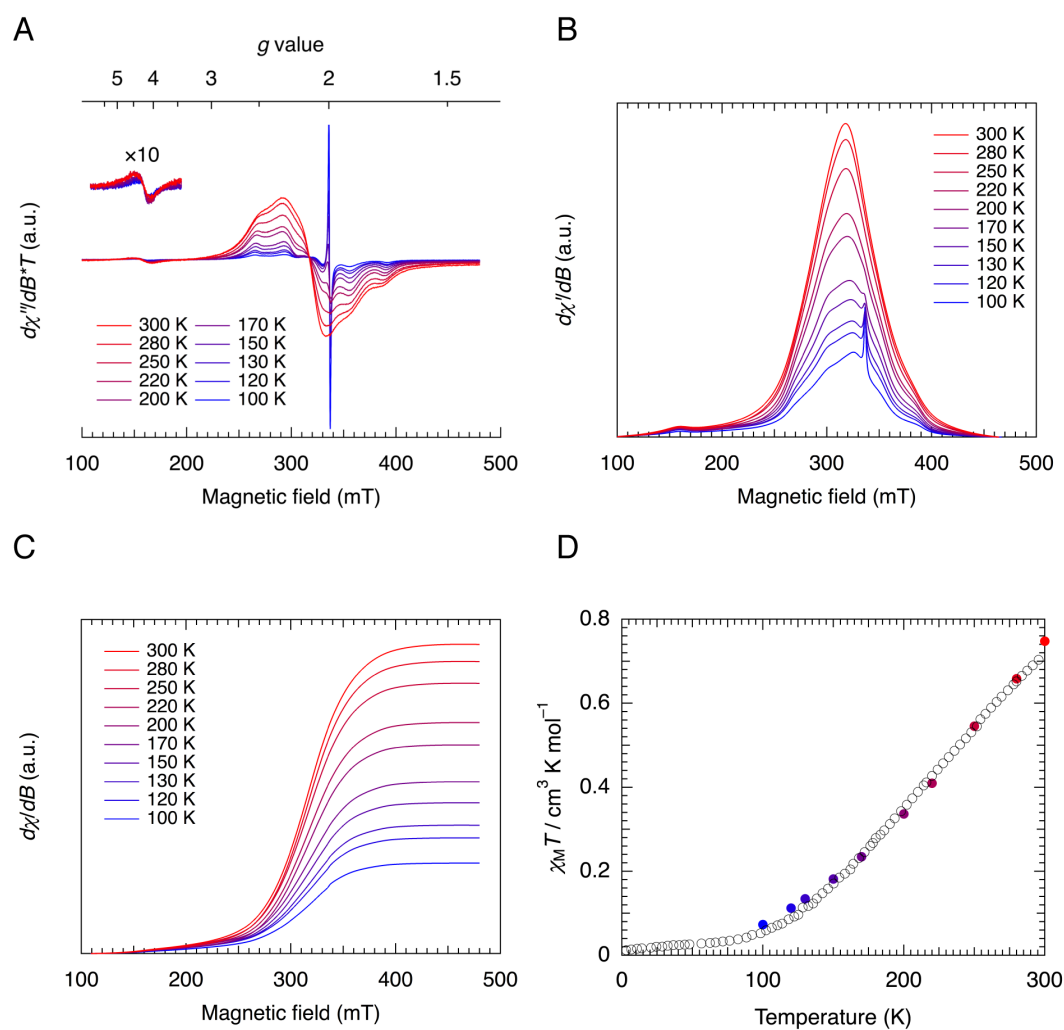 A
g value
5 4 3 2 1.5
×10
dχ''/dB*T (a.u.)
300 K 170 K
280 K 150 K
250 K 130 K
220 K 120 K
200 K 100 K
100 200 300 400 500
Magnetic field (mT)
B
dχ'/dB (a.u.)
300 K
280 K
250 K
220 K
200 K
170 K
150 K
130 K
120 K
100 K
100 200 300 400 500
Magnetic field (mT)
C
dχ/dB (a.u.)
300 K
280 K
250 K
220 K
200 K
170 K
150 K
130 K
120 K
100 K
100 200 300 400 500
Magnetic field (mT)
D
χMT / cm³ K mol⁻¹
0.8
0.6
0.4
0.2
0
0 100 200 300
Temperature (K)